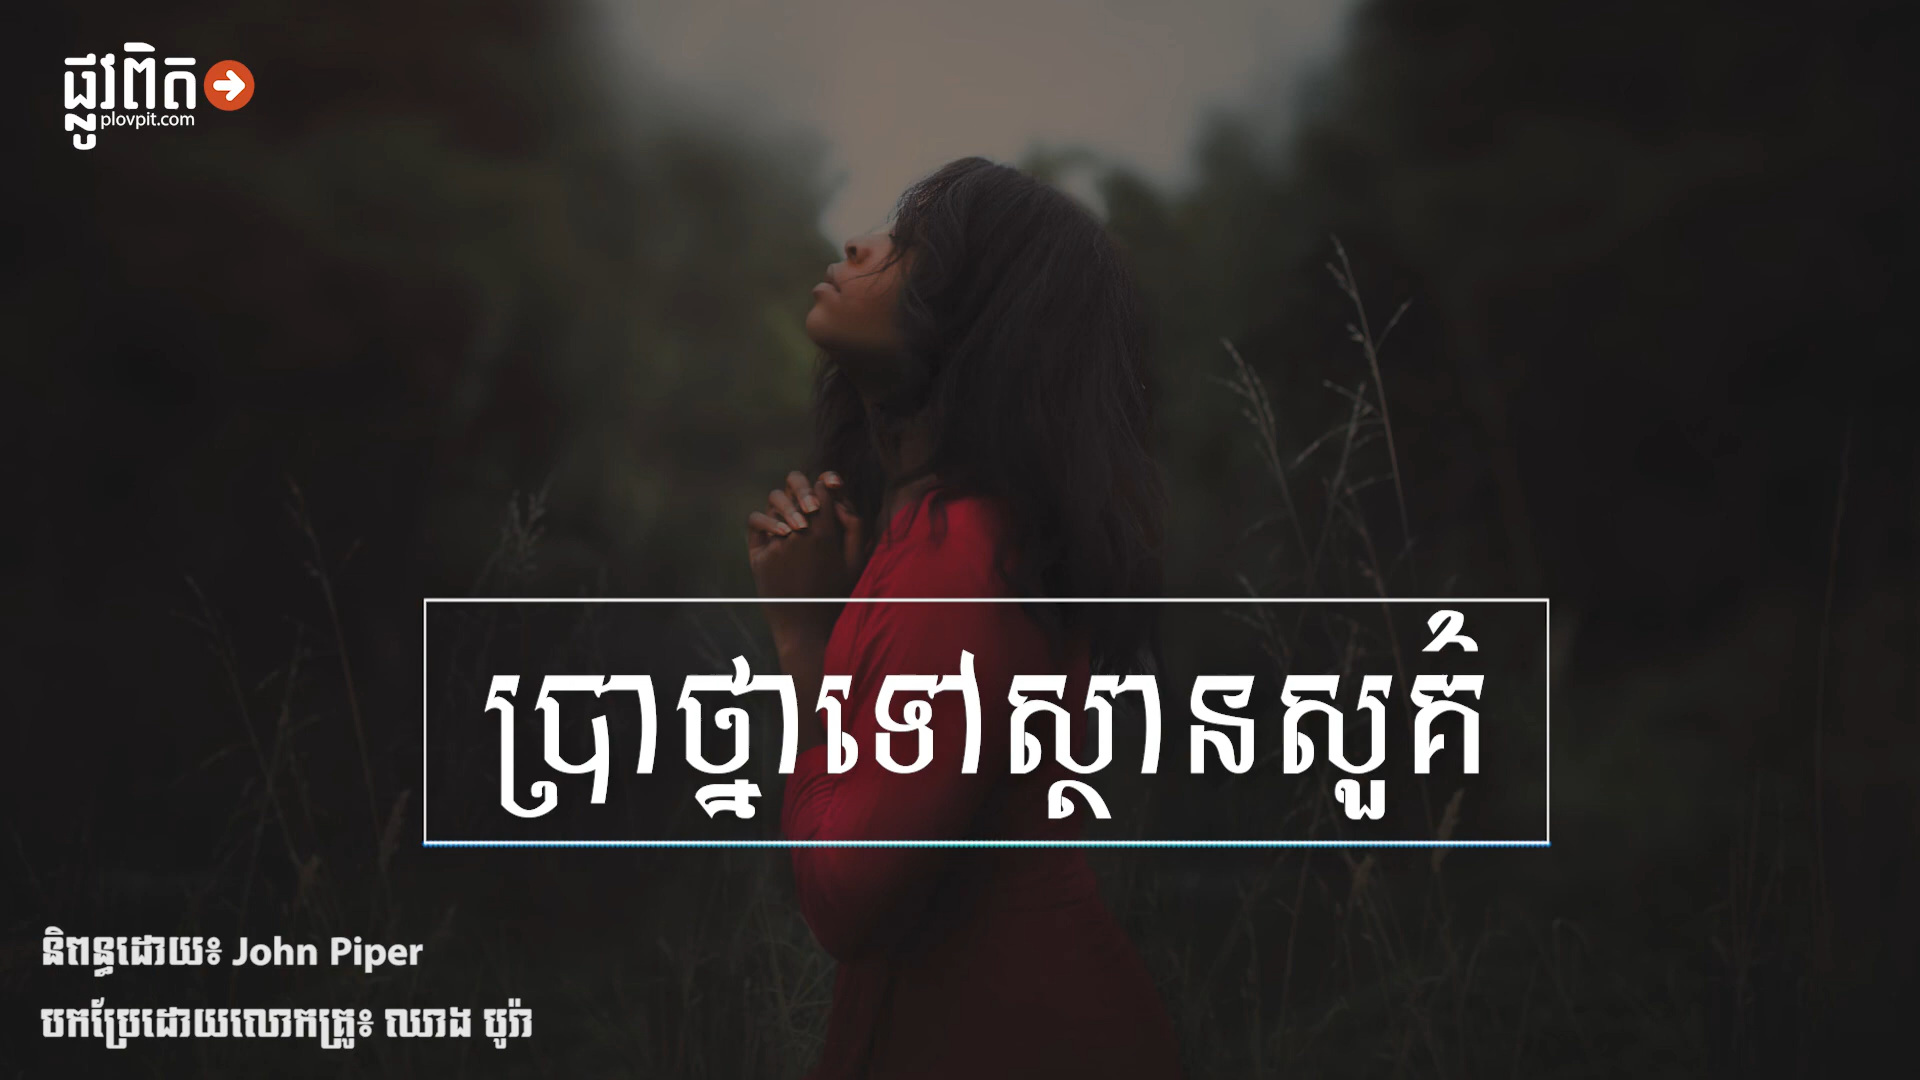 ផ្លូវពិត
plovpit.com
ប្រាថ្នាទៅស្ថានសួគ៌
និពន្ធដោយ៖ John Piper
បកប្រែដោយលោកគ្រូ៖ ឈាង បូរ៉ា